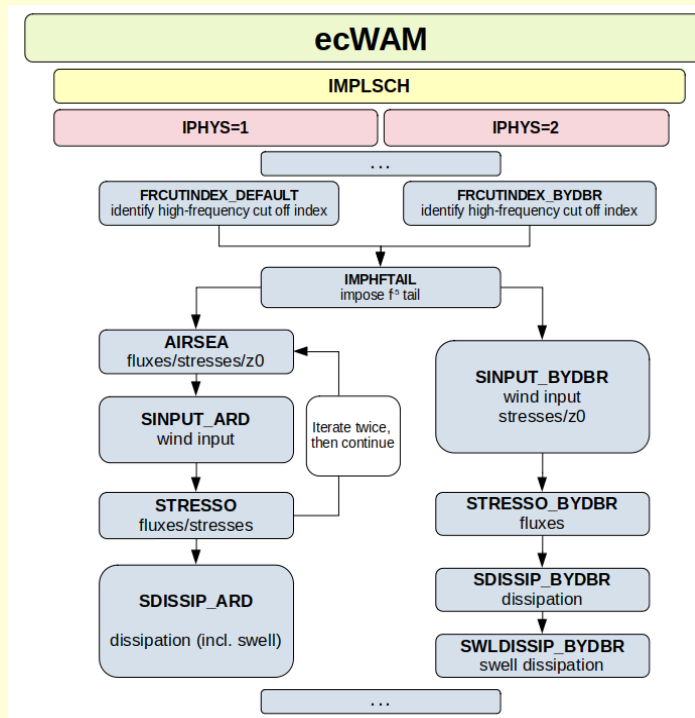 ecWAM
IMPLSCH
IPHYS=1
IPHYS=2
...
FRCUTINDEX_DEFAULT
identify high-frequency cut off index
FRCUTINDEX_BYDBR
identify high-frequency cut off index
IMPHFTAIL
impose f⁻⁵ tail
AIRSEA
fluxes/stresses/z0
SINPUT_ARD
wind input
Iterate twice,
then continue
STRESSO
fluxes/stresses
SDISSIP_ARD
dissipation (incl. swell)
SINPUT_BYDBR
wind input
stresses/z0
STRESSO_BYDBR
fluxes
SDISSIP_BYDBR
dissipation
SWLDISSIP_BYDBR
swell dissipation
...